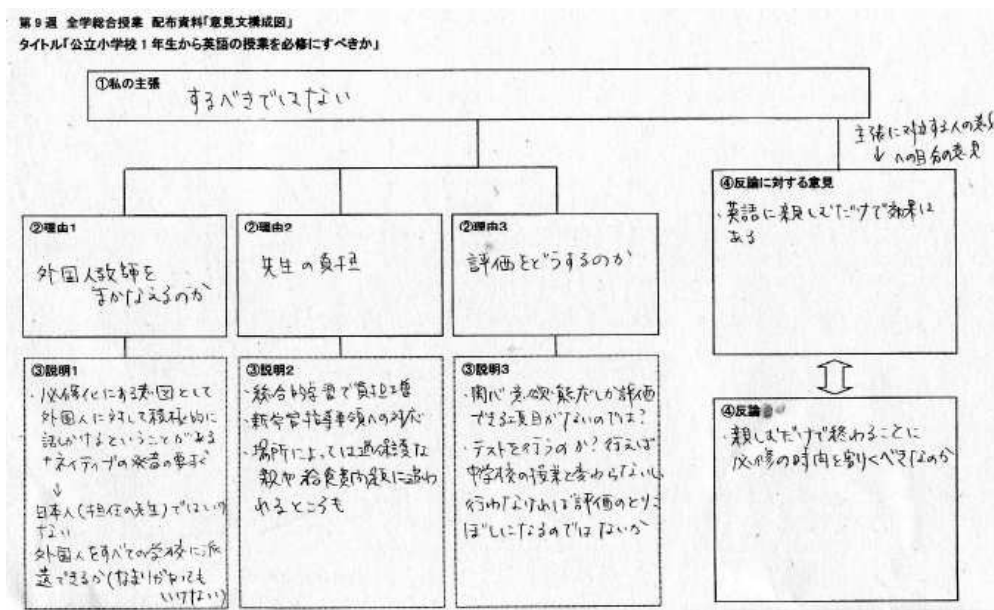 第9週 全学総合授業 配布資料「意見文構成図」
タイトル「公立小学校1年生から英語の授業を必修にすべきか」
①私の主張
するべきではない
主張に対立する人の意見
↓ への自分の意見
④反論に対する意見
・英語に親しむだけで効果は
ある
②理由1
外国人教師を
まかなえるのか
②理由2
先生の負担
②理由3
評価をどうするのか
③説明1
・必修化にある意図として
外国人に対して積極的に
話しかけるということがある
ネイティブの発音の要求
↓
日本人(担任の先生)ではいけ
ない
外国人をすべての学校に派
遣できるか(なまりがあっても
いけない)
③説明2
・総合的学習で負担増
・新学習指導要領への対応
・場所によっては過保護な
親や給食費問題に追わ
れるところも
③説明3
・関心・意欲・態度しか評価
できる項目がないのでは?
・テストを行うのか?行えば
中学校の授業と変わらないし
行わなければ評価のとりこ
ぼしになるのではないか
④反論
・親しむだけで終わることに
必修の時間を割くべきなのか